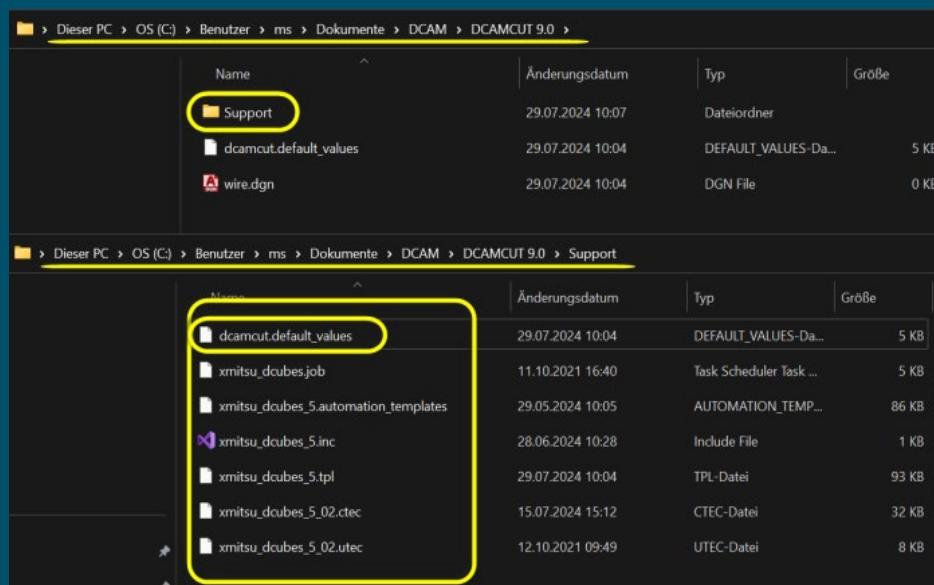 Dieser PC > OS (C:) > Benutzer > ms > Dokumente > DCAM > DCAMCUT 9.0 >
Name Änderungsdatum Typ Größe
Support 29.07.2024 10:07 Dateiordner
dcamcut.default_values 29.07.2024 10:04 DEFAULT_VALUES-Da... 5 KB
wire.dgn 29.07.2024 10:04 DGN File 0 KB
Dieser PC > OS (C:) > Benutzer > ms > Dokumente > DCAM > DCAMCUT 9.0 > Support
Name Änderungsdatum Typ Größe
dcamcut.default_values 29.07.2024 10:04 DEFAULT_VALUES-Da... 5 KB
xmitsu_dcubes.job 11.10.2021 16:40 Task Scheduler Task ... 5 KB
xmitsu_dcubes_5.automation_templates 29.05.2024 10:05 AUTOMATION_TEMP... 86 KB
xmitsu_dcubes_5.inc 28.06.2024 10:28 Include File 1 KB
xmitsu_dcubes_5.tpl 29.07.2024 10:04 TPL-Datei 93 KB
xmitsu_dcubes_5_02.ctec 15.07.2024 15:12 CTEC-Datei 32 KB
xmitsu_dcubes_5_02.utec 12.10.2021 09:49 UTEC-Datei 8 KB